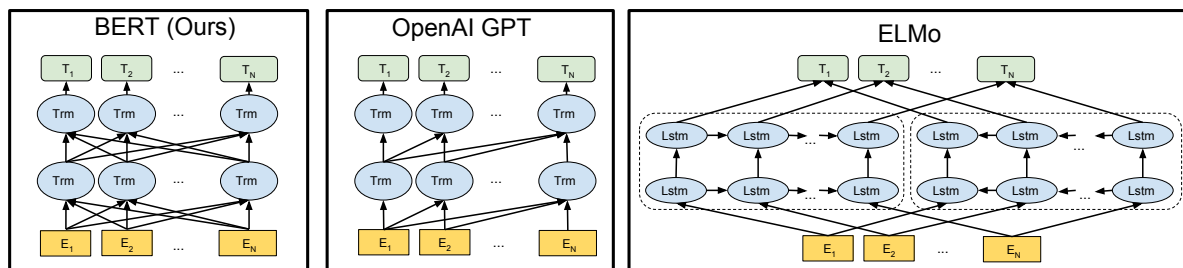 BERT (Ours)
T1 T2 ... TN
Trm Trm ... Trm
Trm Trm ... Trm
E1 E2 ... EN
OpenAI GPT
T1 T2 ... TN
Trm Trm ... Trm
Trm Trm ... Trm
E1 E2 ... EN
ELMo
T1 T2 ... TN
Lstm Lstm ... Lstm Lstm Lstm ... Lstm
Lstm Lstm ... Lstm Lstm Lstm ... Lstm
E1 E2 ... EN